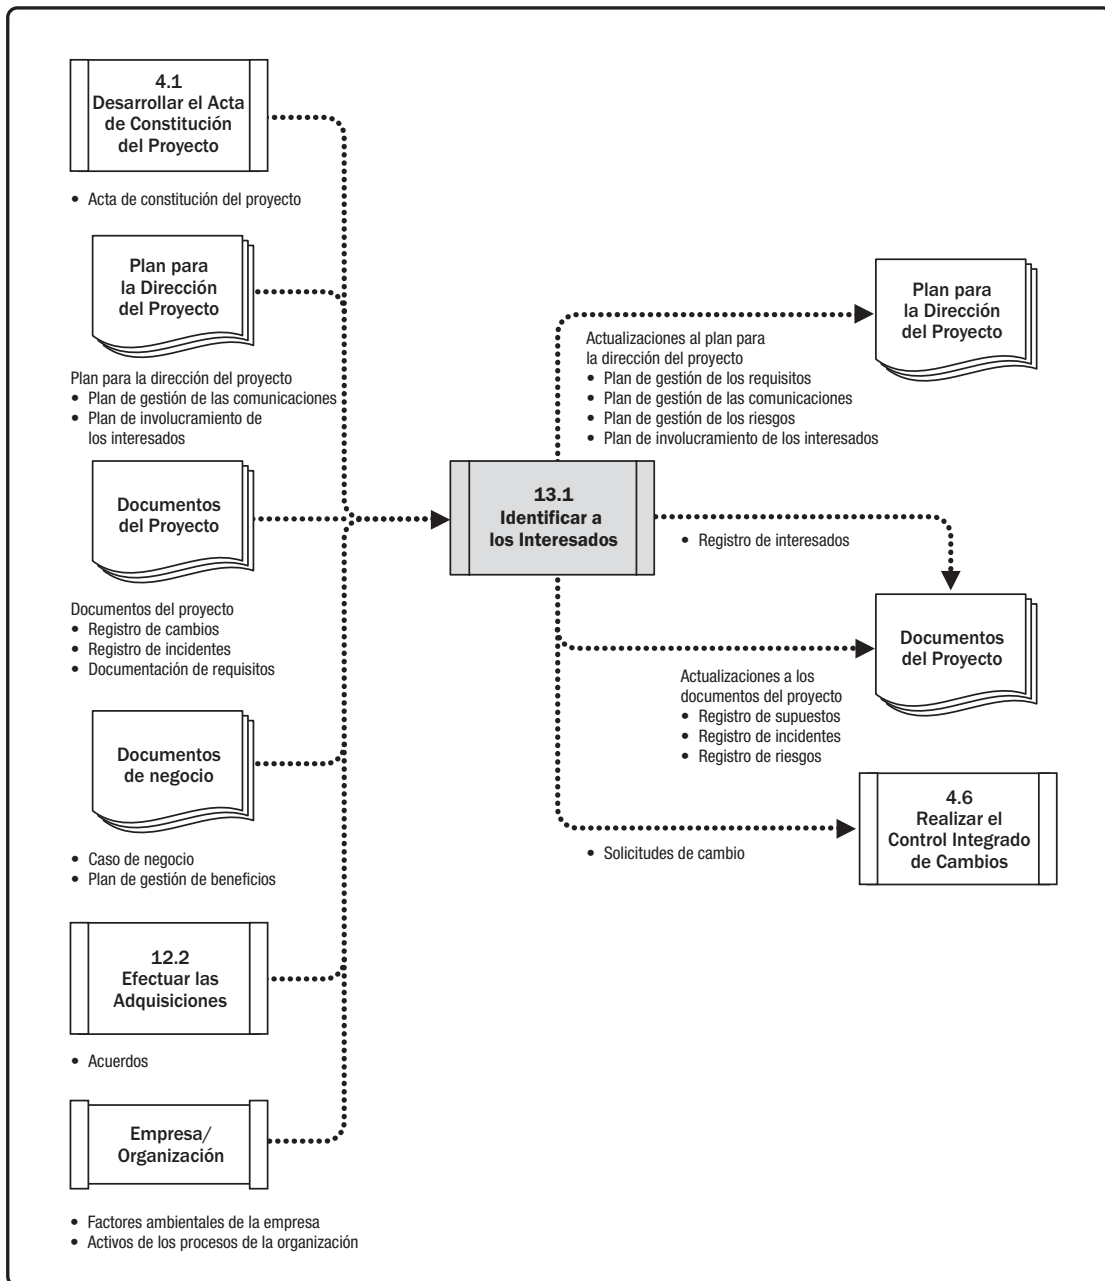 4.1
Desarrollar el Acta
de Constitución
del Proyecto
• Acta de constitución del proyecto
Plan para
la Dirección
del Proyecto
Plan para la dirección del proyecto
• Plan de gestión de las comunicaciones
• Plan de involucramiento de
los interesados
Documentos
del Proyecto
Documentos del proyecto
• Registro de cambios
• Registro de incidentes
• Documentación de requisitos
Documentos
de negocio
• Caso de negocio
• Plan de gestión de beneficios
12.2
Efectuar las
Adquisiciones
• Acuerdos
Empresa/
Organización
• Factores ambientales de la empresa
• Activos de los procesos de la organización
13.1
Identificar a
los Interesados
Actualizaciones al plan para
la dirección del proyecto
• Plan de gestión de los requisitos
• Plan de gestión de las comunicaciones
• Plan de gestión de los riesgos
• Plan de involucramiento de los interesados
Plan para
la Dirección
del Proyecto
• Registro de interesados
Documentos
del Proyecto
Actualizaciones a los
documentos del proyecto
• Registro de supuestos
• Registro de incidentes
• Registro de riesgos
• Solicitudes de cambio
4.6
Realizar el
Control Integrado
de Cambios